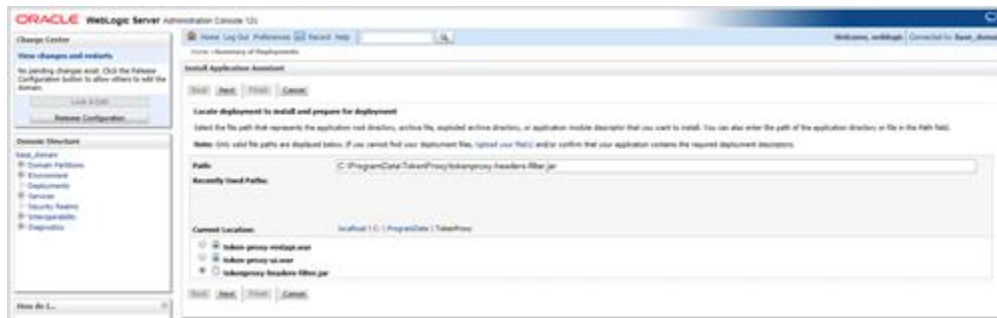 ORACLE WebLogic Server Administration Console 12c
Change Center
View changes and restarts
No pending changes exist. Click the Release Configuration button to allow others to edit the domain.
Lock & Edit
Release Configuration
Domain Structure
base_domain
Domain Partitions
Environment
Deployments
Services
Security Realms
Interoperability
Diagnostics
How do I...
Home Log Out Preferences Record Help
Welcome, weblogic Connected to: base_domain
Home >Summary of Deployments
Install Application Assistant
Back Next Finish Cancel
Locate deployment to install and prepare for deployment
Select the file path that represents the application root directory, archive file, exploded archive directory, or application module descriptor that you want to install. You can also enter the path of the application directory or file in the Path field.
Note: Only valid file paths are displayed below. If you cannot find your deployment files, Upload your file(s) and/or confirm that your application contains the required deployment descriptors.
Path: C:\ProgramData\TokenProxy\tokenproxy-headers-filter.jar
Recently Used Paths:
Current Location: localhost \ C: \ ProgramData \ TokenProxy
token-proxy-restapi.war
token-proxy-ui.war
tokenproxy-headers-filter.jar
Back Next Finish Cancel